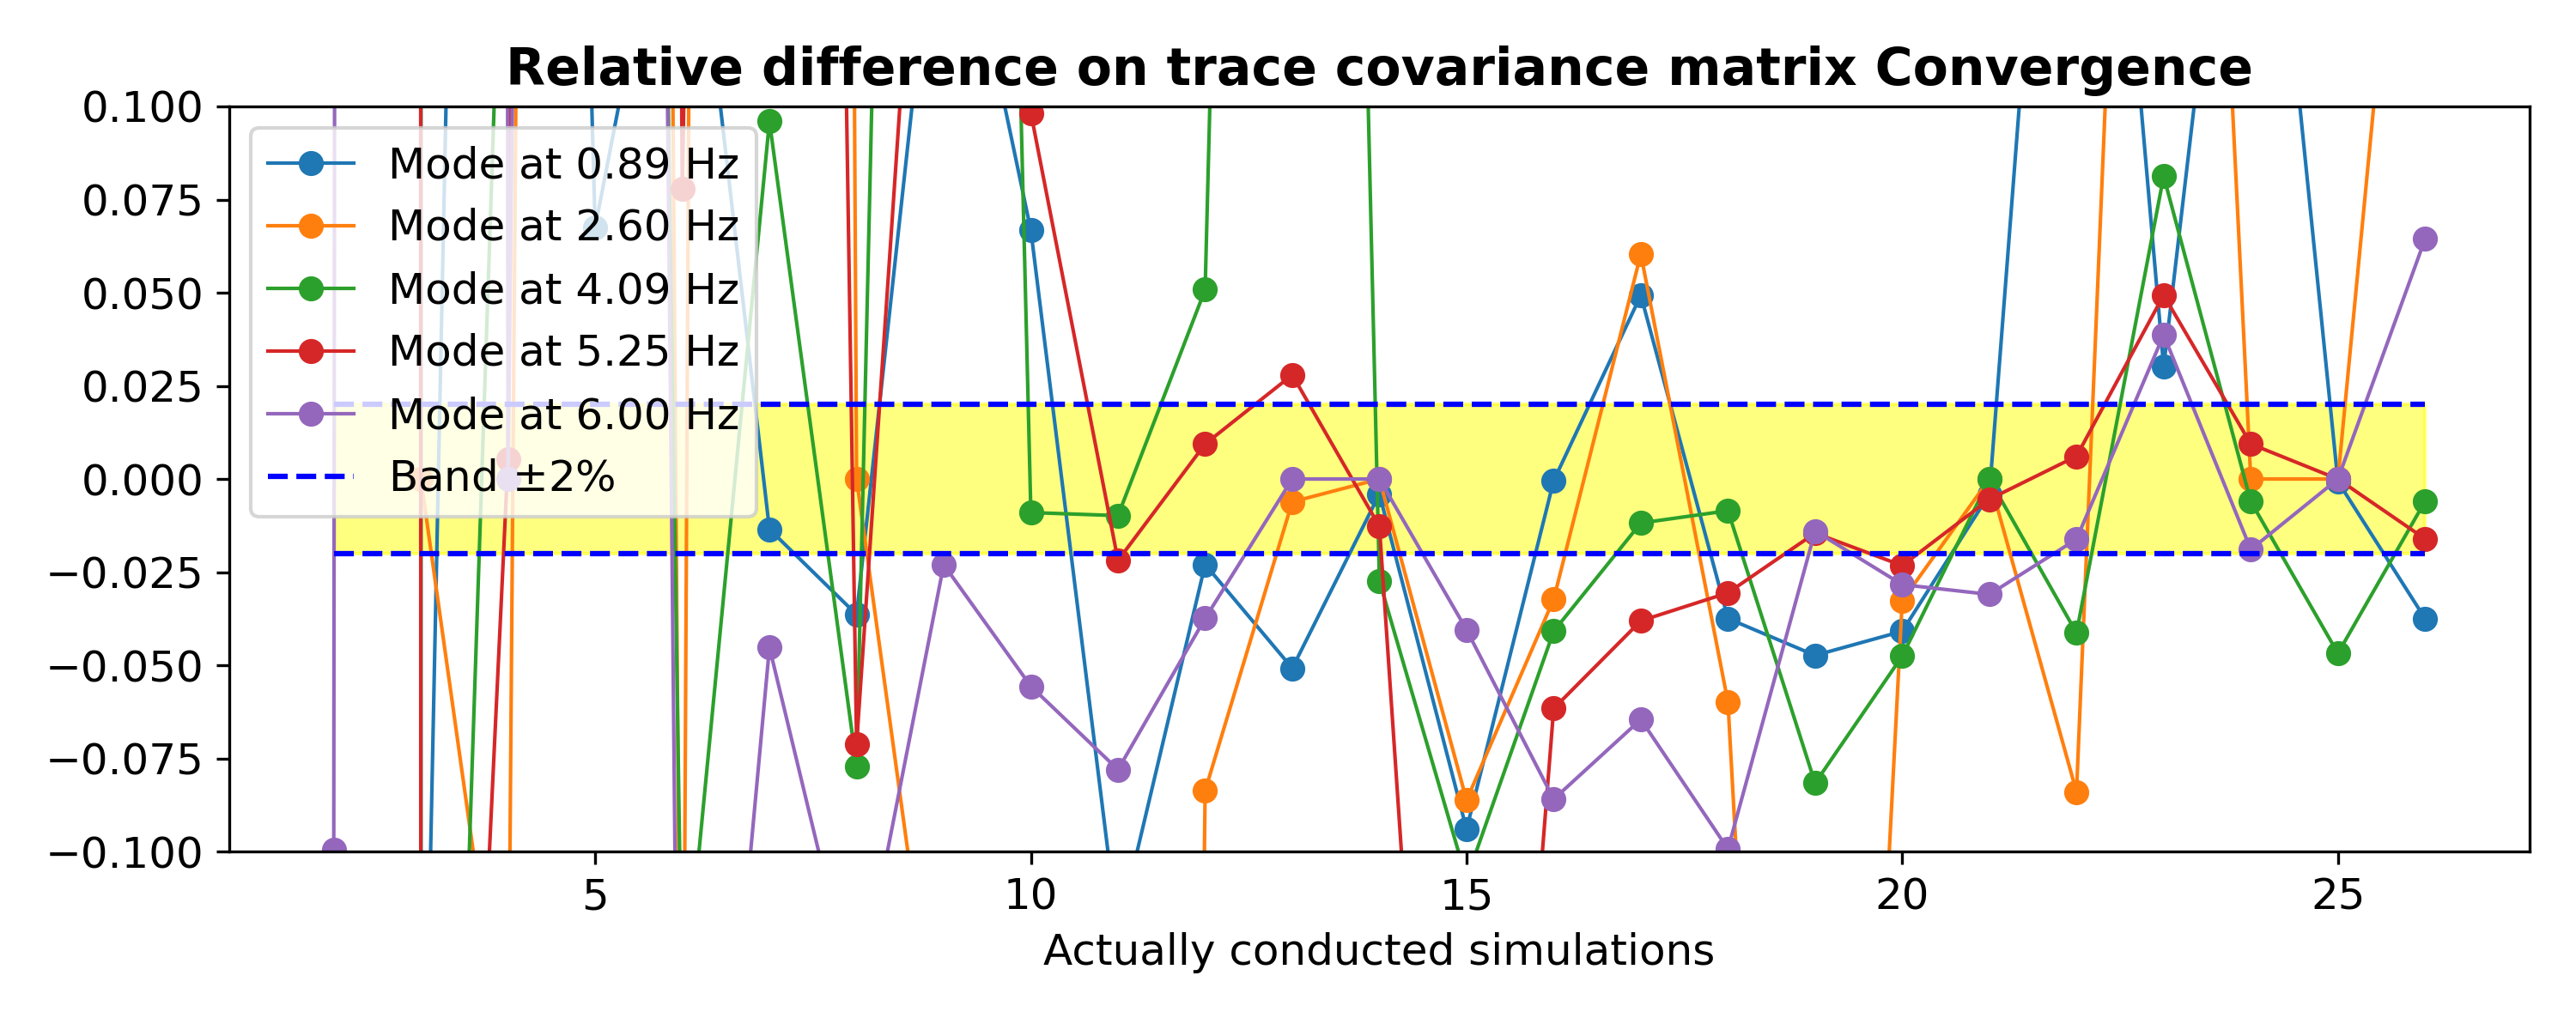 Relative difference on trace covariance matrix Convergence
0.100
0.075
0.050
0.025
0.000
−0.025
−0.050
−0.075
−0.100
Mode at 0.89 Hz
Mode at 2.60 Hz
Mode at 4.09 Hz
Mode at 5.25 Hz
Mode at 6.00 Hz
Band ±2%
5 10 15 20 25
Actually conducted simulations